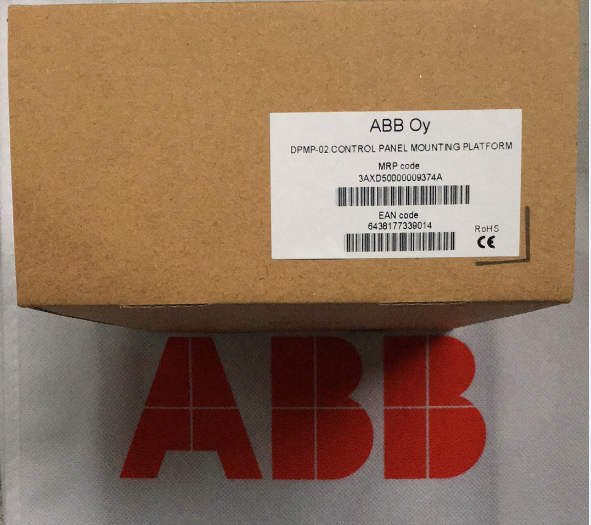 ABB Oy
DPMP-02 CONTROL PANEL MOUNTING PLATFORM
MRP code
3AXD50000009374A
EAN code
6438177339014
RoHS
CE
ABB